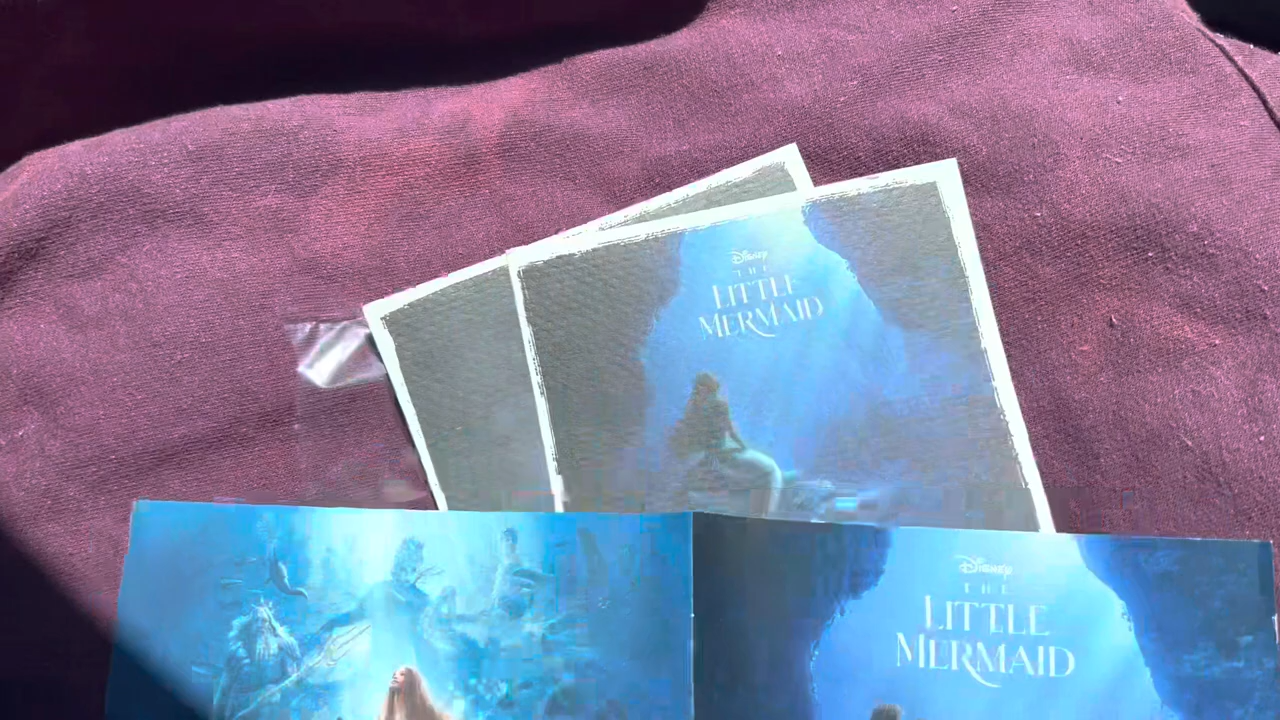 Disney
THE
LITTLE
MERMAID
Disney
THE
LITTLE
MERMAID